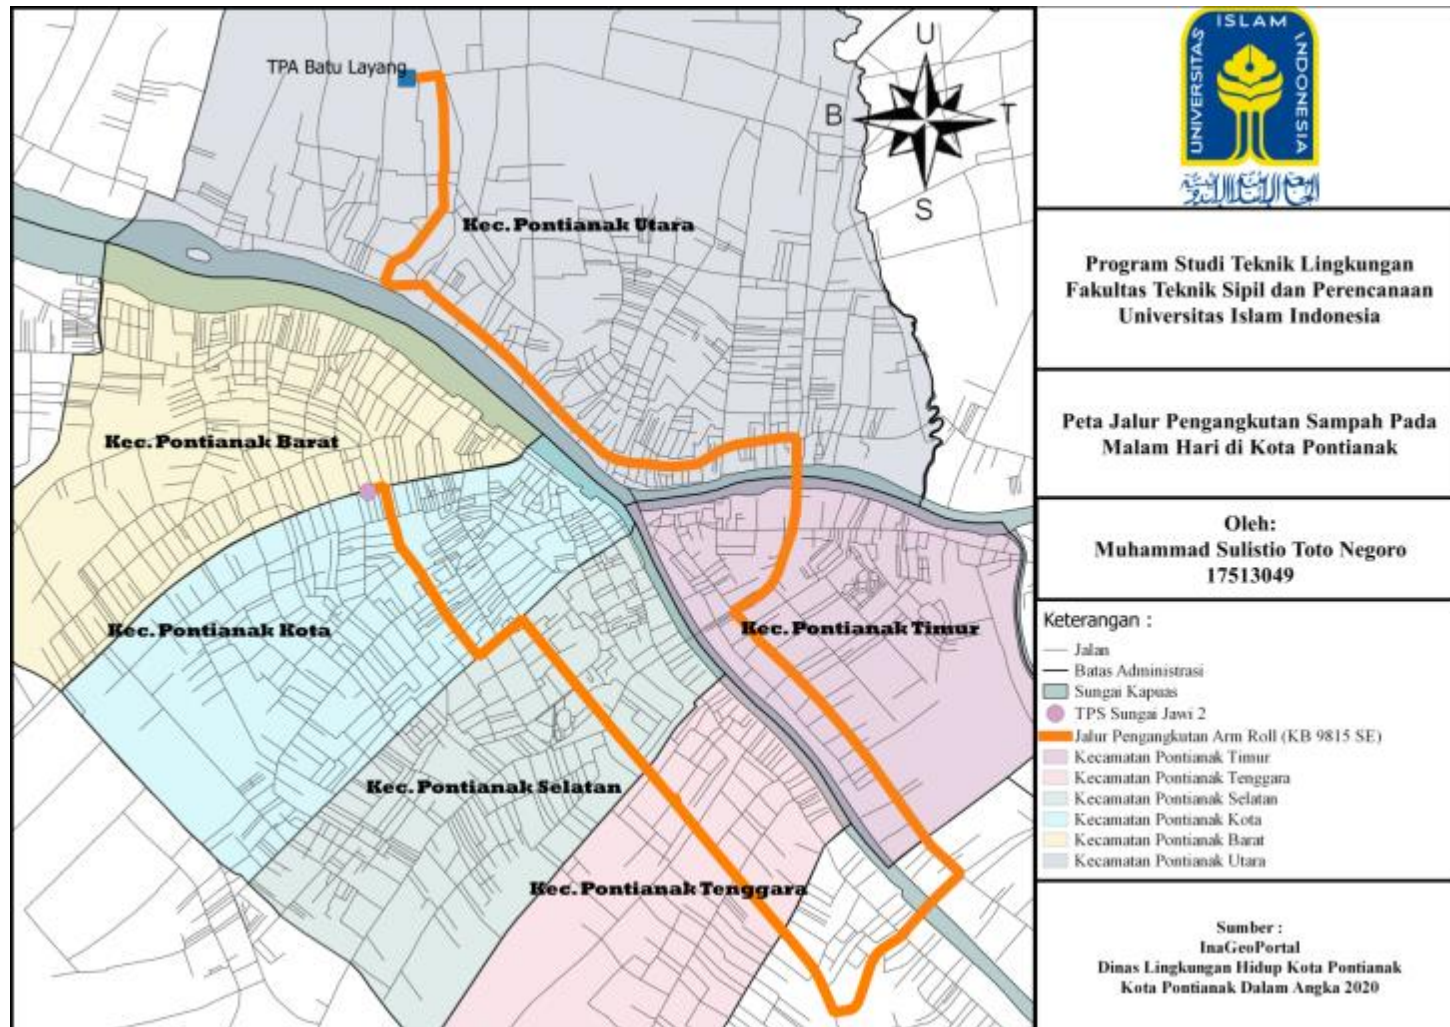 TPA Batu Layang
U
B
T
S
Kec. Pontianak Utara
Kec. Pontianak Barat
Kec. Pontianak Kota
Kec. Pontianak Timur
Kec. Pontianak Selatan
Kec. Pontianak Tenggara
UNIVERSITAS ISLAM INDONESIA
Program Studi Teknik Lingkungan
Fakultas Teknik Sipil dan Perencanaan
Universitas Islam Indonesia
Peta Jalur Pengangkutan Sampah Pada
Malam Hari di Kota Pontianak
Oleh:
Muhammad Sulistio Toto Negoro
17513049
Keterangan :
Jalan
Batas Administrasi
Sungai Kapuas
TPS Sungai Jawi 2
Jalur Pengangkutan Arm Roll (KB 9815 SE)
Kecamatan Pontianak Timur
Kecamatan Pontianak Tenggara
Kecamatan Pontianak Selatan
Kecamatan Pontianak Kota
Kecamatan Pontianak Barat
Kecamatan Pontianak Utara
Sumber :
InaGeoPortal
Dinas Lingkungan Hidup Kota Pontianak
Kota Pontianak Dalam Angka 2020